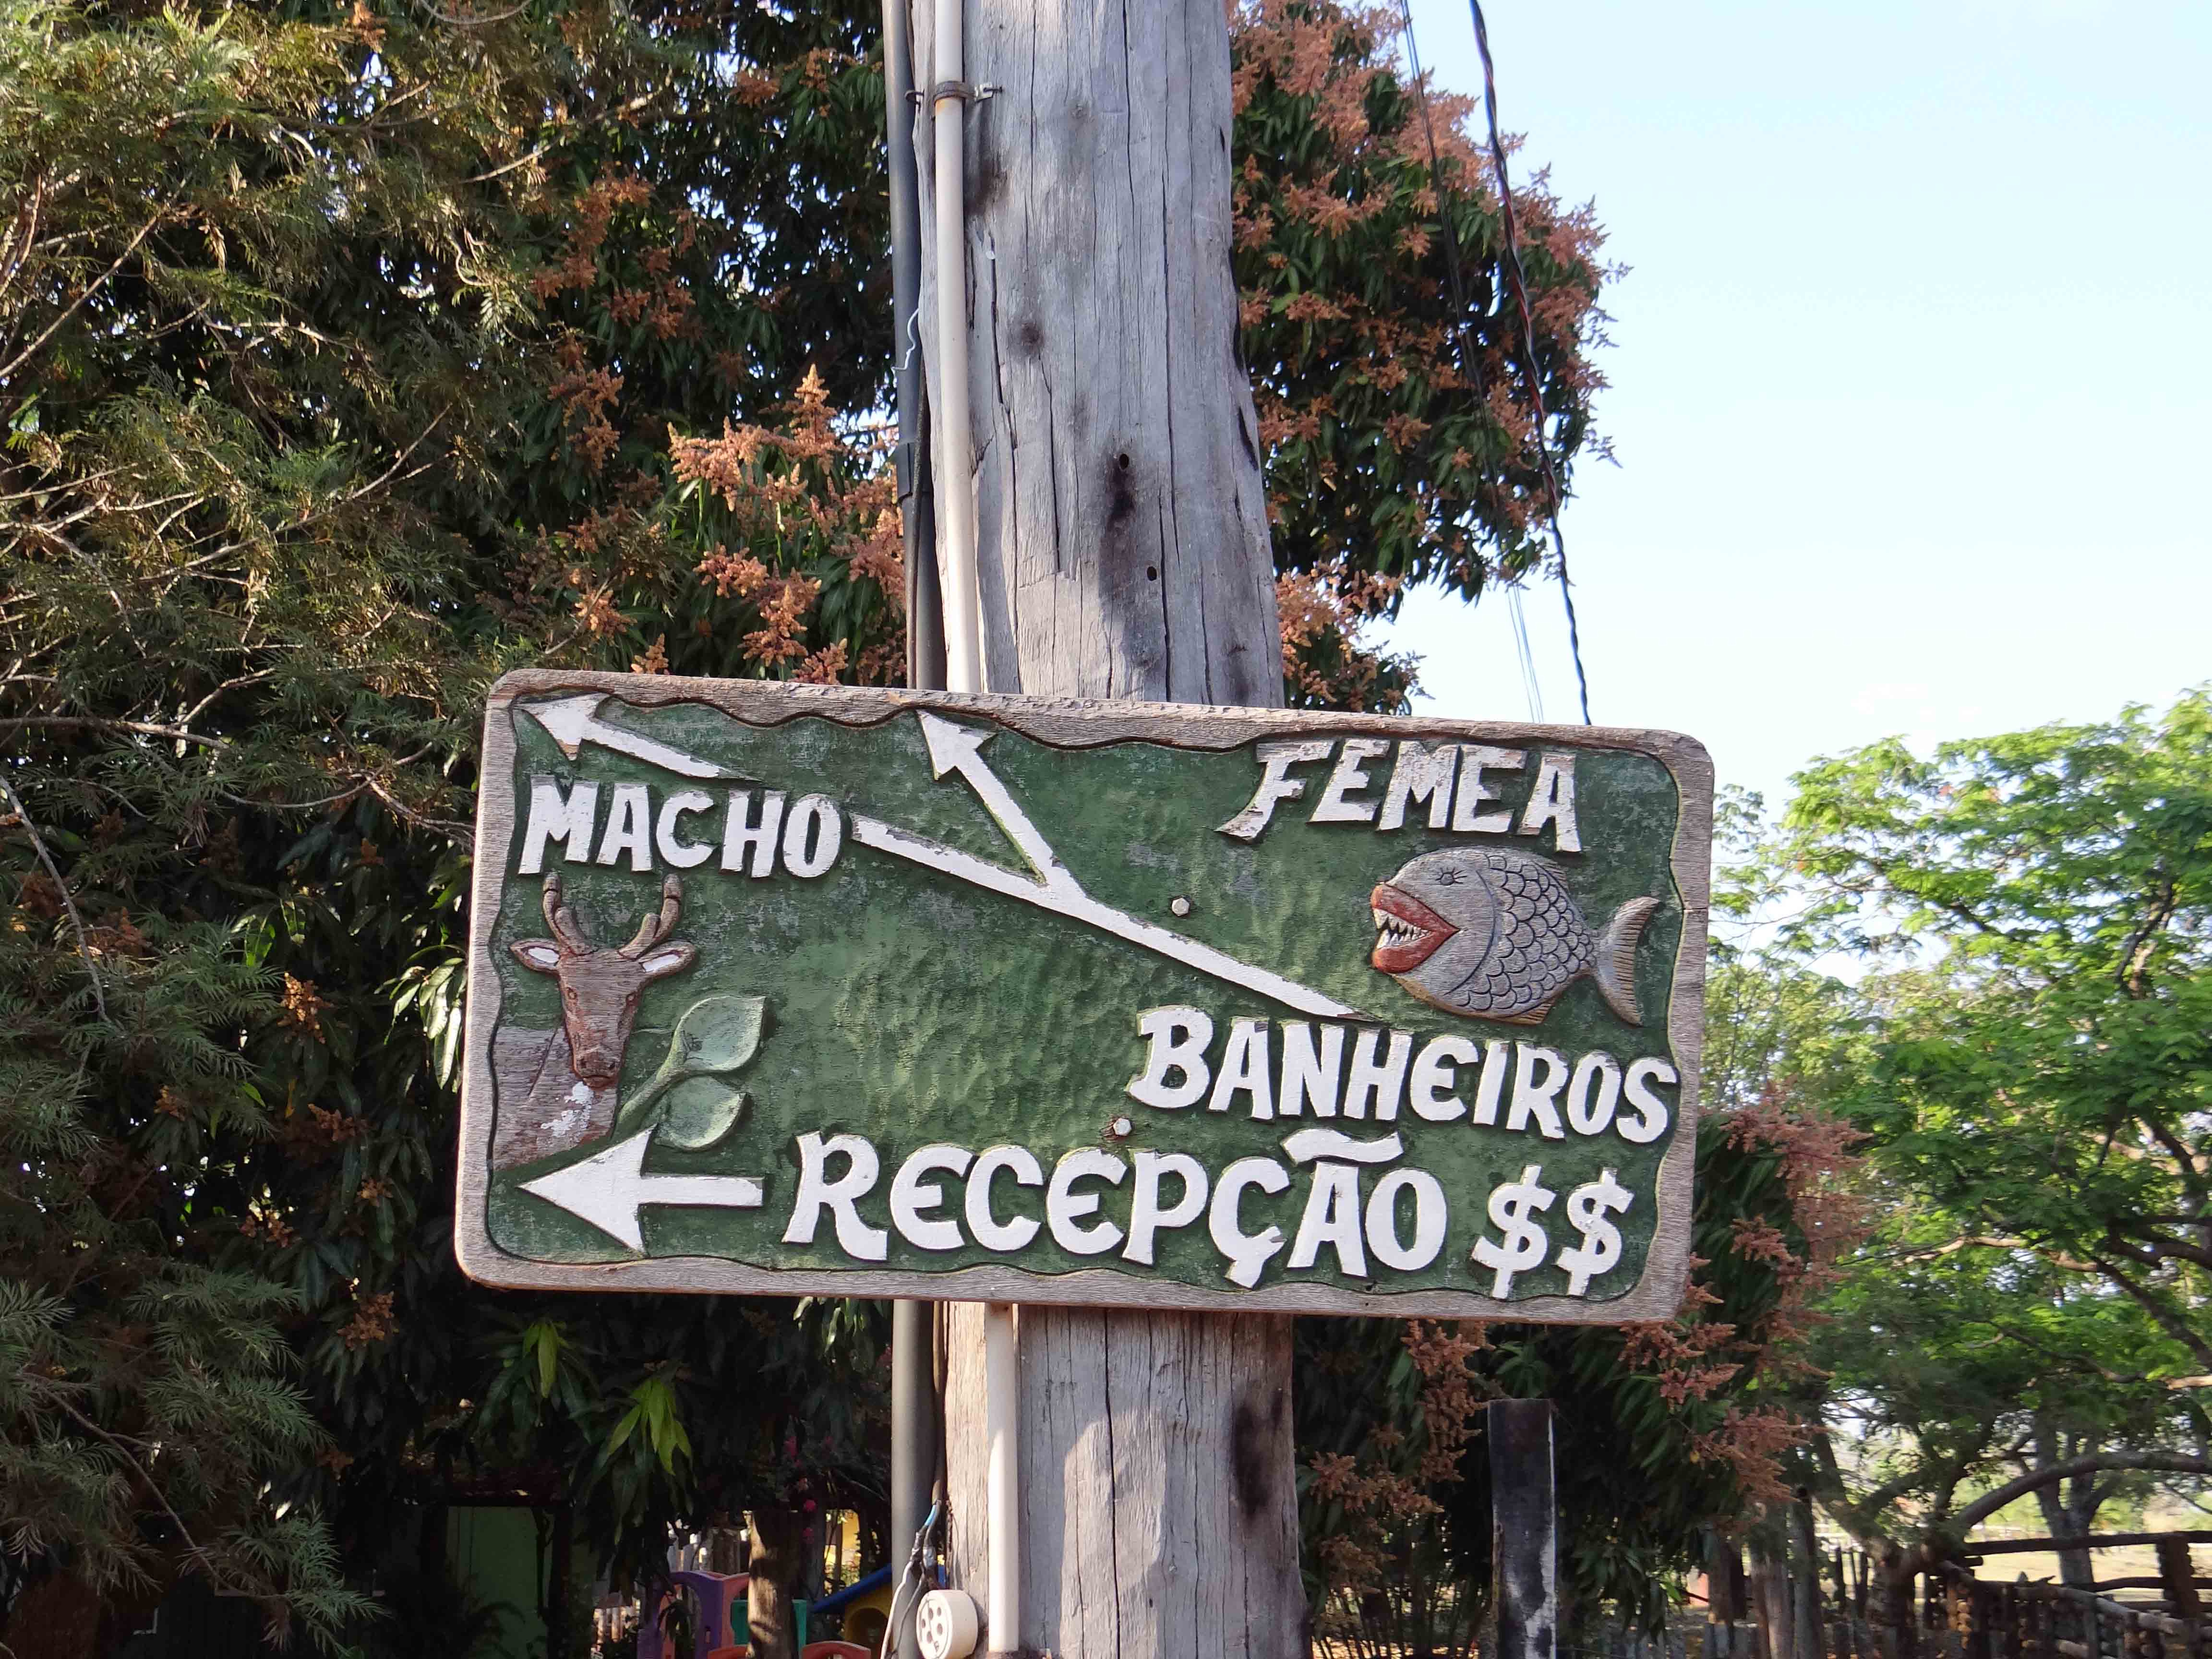 MACHO
FEMEA
BANHEIROS
RECEPÇÃO $$